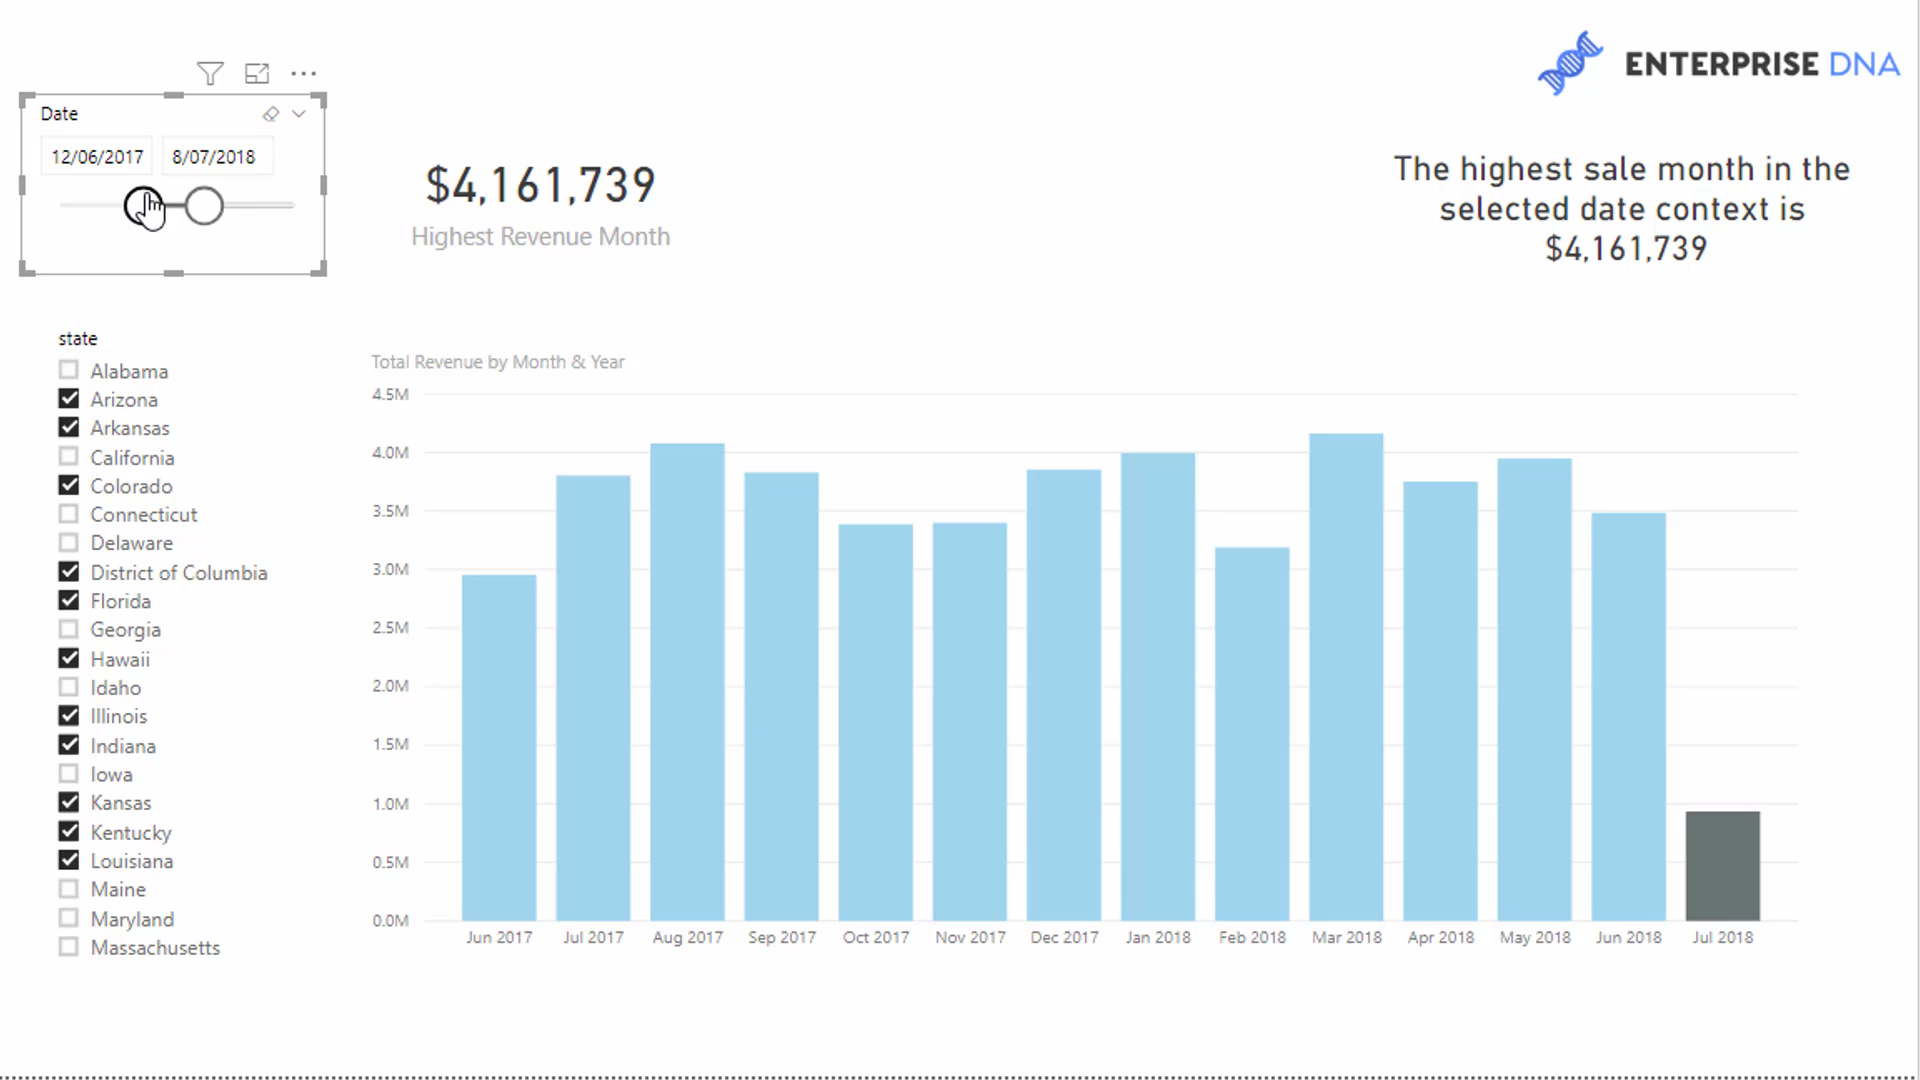 ENTERPRISE DNA
Date
12/06/2017 8/07/2018
$4,161,739
Highest Revenue Month
The highest sale month in the
selected date context is
$4,161,739
state
Alabama
Arizona
Arkansas
California
Colorado
Connecticut
Delaware
District of Columbia
Florida
Georgia
Hawaii
Idaho
Illinois
Indiana
Iowa
Kansas
Kentucky
Louisiana
Maine
Maryland
Massachusetts
Total Revenue by Month & Year
4.5M
4.0M
3.5M
3.0M
2.5M
2.0M
1.5M
1.0M
0.5M
0.0M
Jun 2017 Jul 2017 Aug 2017 Sep 2017 Oct 2017 Nov 2017 Dec 2017 Jan 2018 Feb 2018 Mar 2018 Apr 2018 May 2018 Jun 2018 Jul 2018